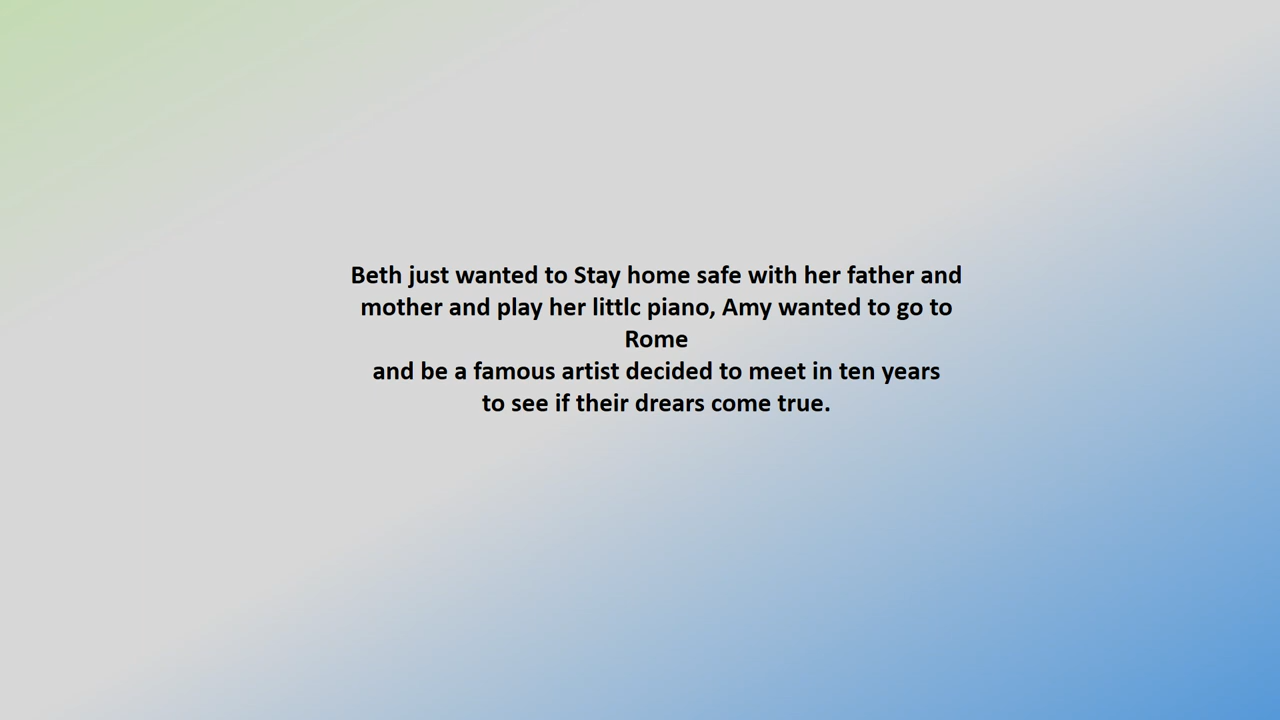 Beth just wanted to Stay home safe with her father and
mother and play her littlc piano, Amy wanted to go to
Rome
and be a famous artist decided to meet in ten years
to see if their drears come true.